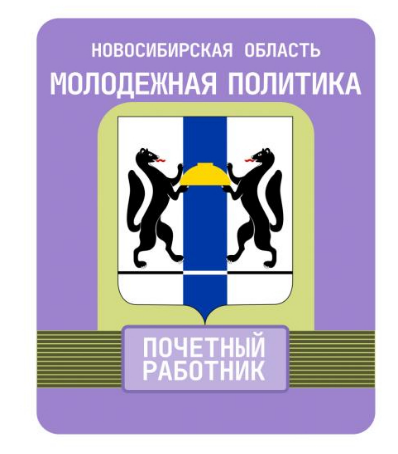 НОВОСИБИРСКАЯ ОБЛАСТЬ
МОЛОДЕЖНАЯ ПОЛИТИКА
ПОЧЕТНЫЙ
РАБОТНИК